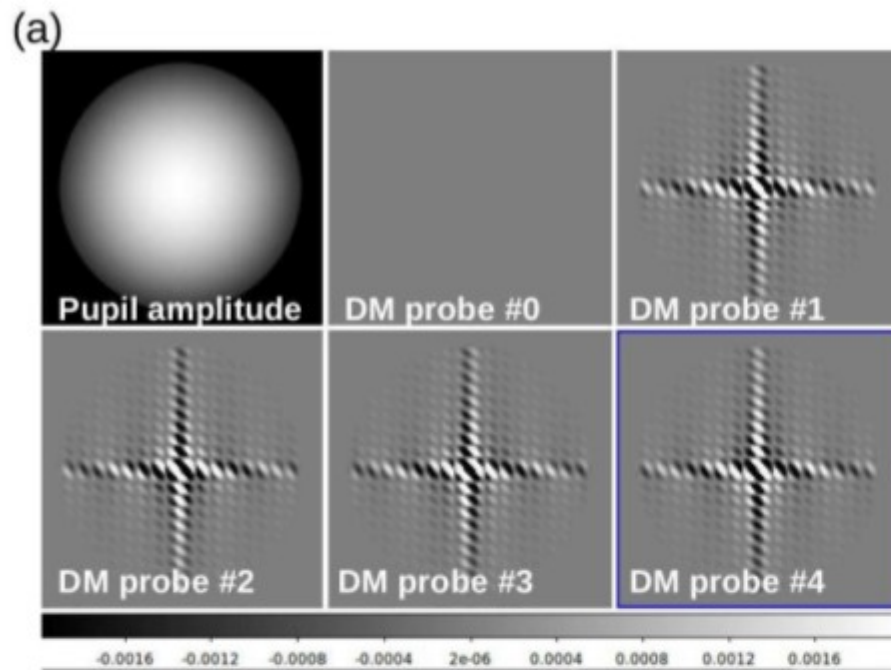 (a)
Pupil amplitude DM probe #0 DM probe #1
DM probe #2 DM probe #3 DM probe #4
-0.0016 -0.0012 -0.0008 -0.0004 2e-06 0.0004 0.0008 0.0012 0.0016